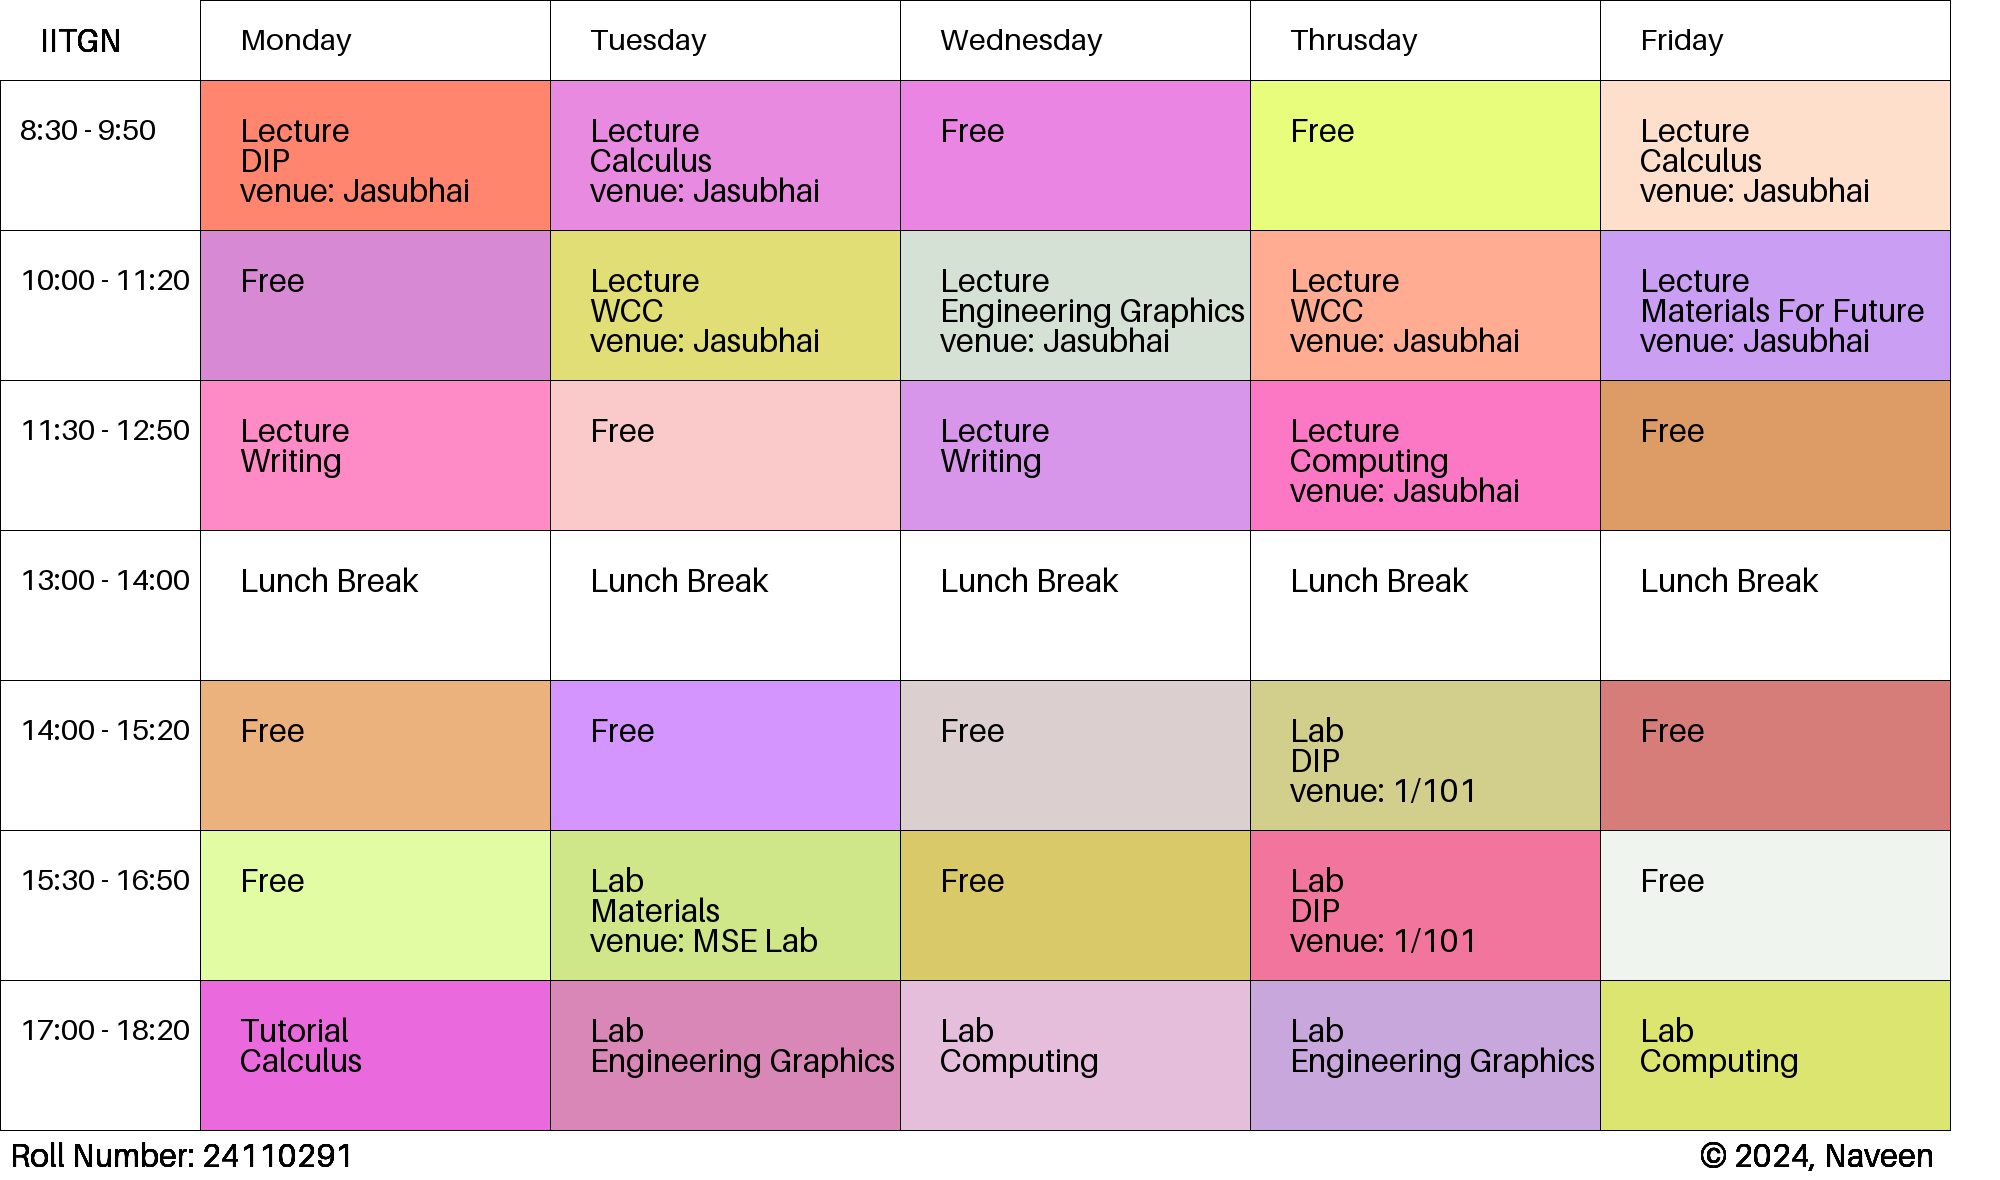 IITGN Monday Tuesday Wednesday Thrusday Friday
8:30 - 9:50
Lecture
DIP
venue: Jasubhai
Lecture
Calculus
venue: Jasubhai
Free
Free
Lecture
Calculus
venue: Jasubhai
10:00 - 11:20
Free
Lecture
WCC
venue: Jasubhai
Lecture
Engineering Graphics
venue: Jasubhai
Lecture
WCC
venue: Jasubhai
Lecture
Materials For Future
venue: Jasubhai
11:30 - 12:50
Lecture
Writing
Free
Lecture
Writing
Lecture
Computing
venue: Jasubhai
Free
13:00 - 14:00
Lunch Break
Lunch Break
Lunch Break
Lunch Break
Lunch Break
14:00 - 15:20
Free
Free
Free
Lab
DIP
venue: 1/101
Free
15:30 - 16:50
Free
Lab
Materials
venue: MSE Lab
Free
Lab
DIP
venue: 1/101
Free
17:00 - 18:20
Tutorial
Calculus
Lab
Engineering Graphics
Lab
Computing
Lab
Engineering Graphics
Lab
Computing
Roll Number: 24110291
© 2024, Naveen